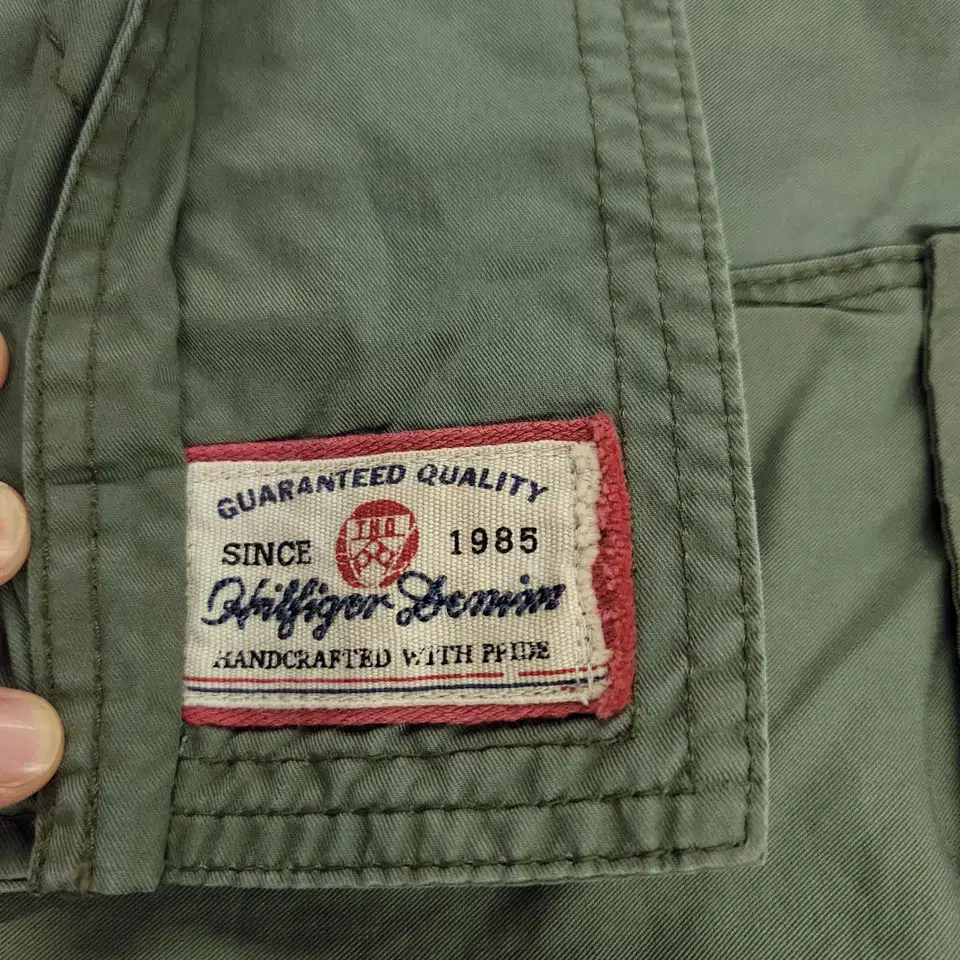 GUARANTEED QUALITY
SINCE 1985
Hilfiger Denim
HANDCRAFTED WITH PRIDE